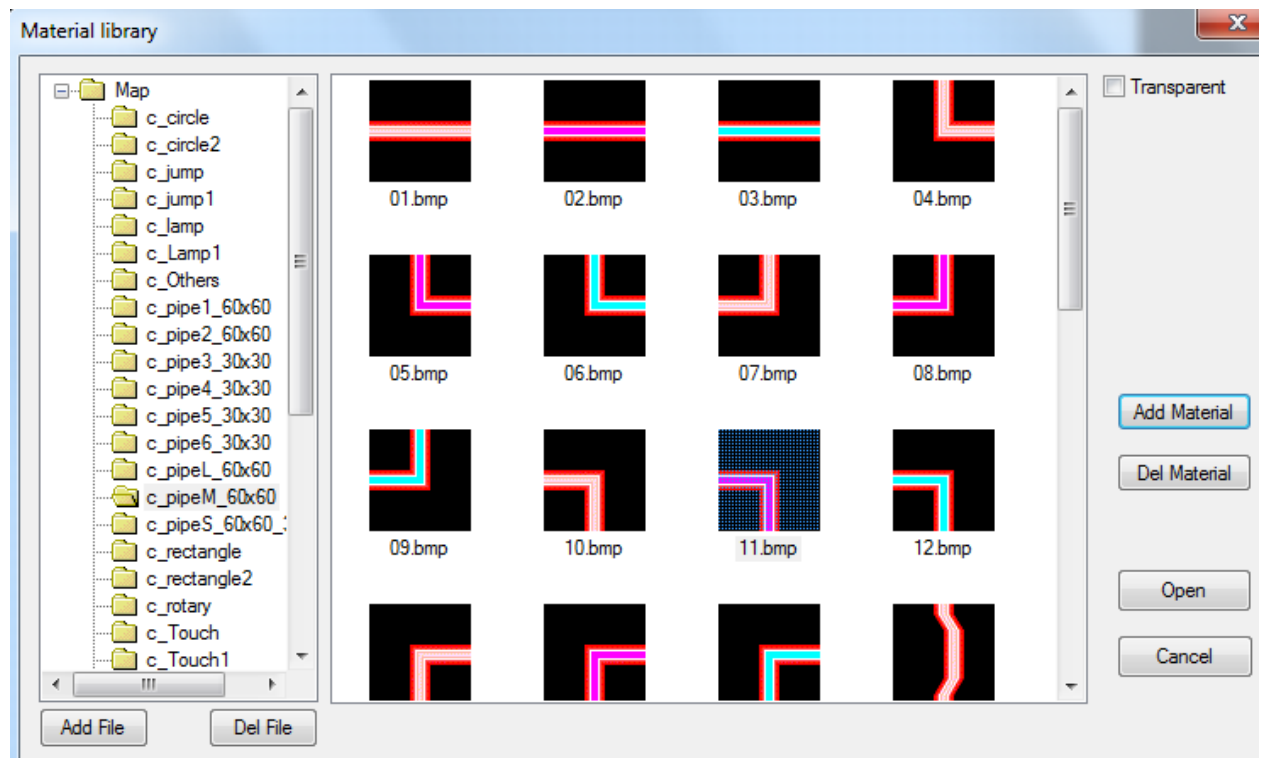 Material library
Map
c_circle
c_circle2
c_jump
c_jump1
c_lamp
c_Lamp1
c_Others
c_pipe1_60x60
c_pipe2_60x60
c_pipe3_30x30
c_pipe4_30x30
c_pipe5_30x30
c_pipe6_30x30
c_pipeL_60x60
c_pipeM_60x60
c_pipeS_60x60_
c_rectangle
c_rectangle2
c_rotary
c_Touch
c_Touch1
Add File Del File
01.bmp 02.bmp 03.bmp 04.bmp
05.bmp 06.bmp 07.bmp 08.bmp
09.bmp 10.bmp 11.bmp 12.bmp
Transparent
Add Material
Del Material
Open
Cancel